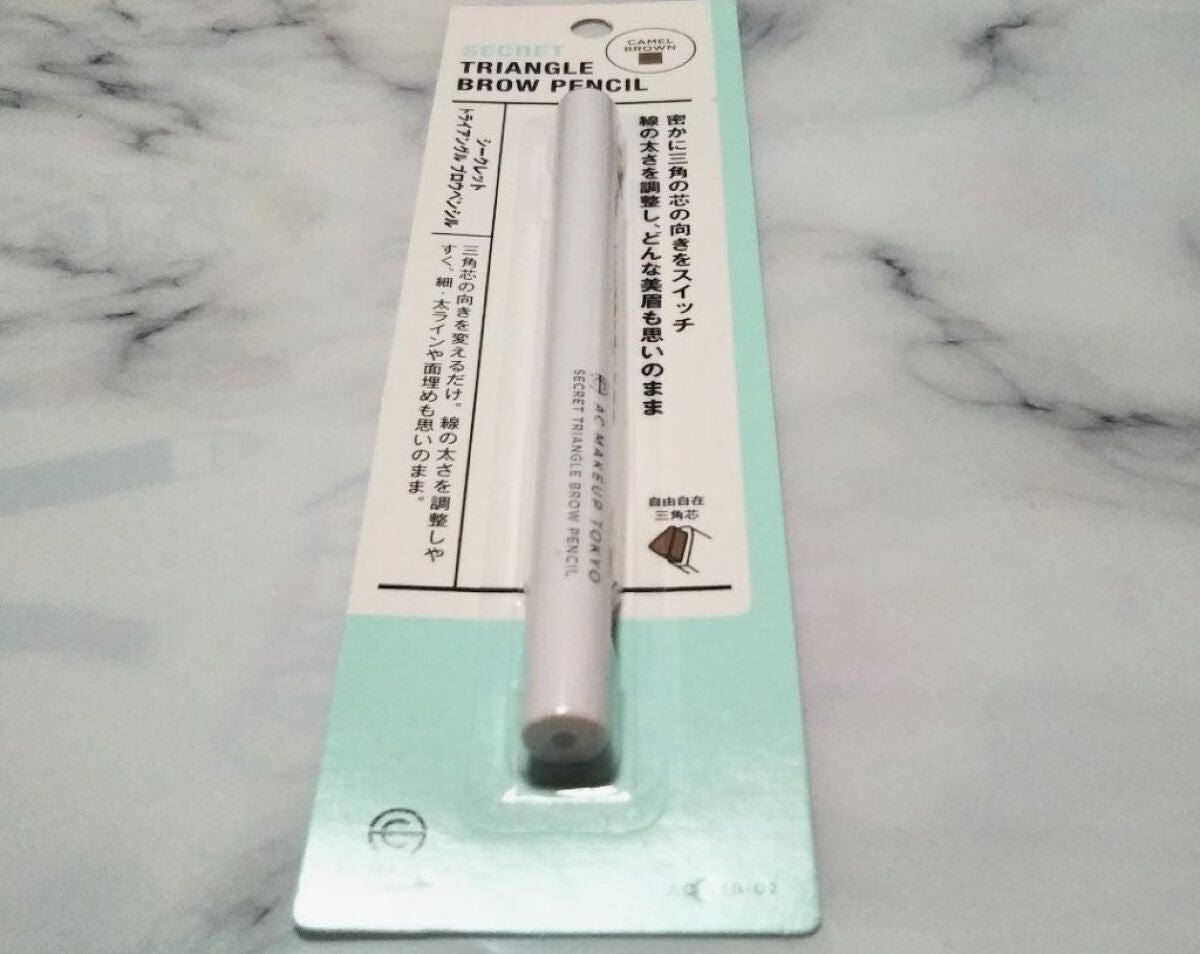 SECRET
TRIANGLE
BROW PENCIL
CAMEL
BROWN
密かに三角の芯の向きをスイッチ
線の太さを調整し、どんな美眉も思いのまま
シークレット
トライアングル ブロウペンシル
三角芯の向きを変えるだけ。線の太さを調整しや
すく、細・太ラインや面埋めも思いのまま。
AC MAKEUP TOKYO
SECRET TRIANGLE BROW PENCIL
自由自在
三角芯